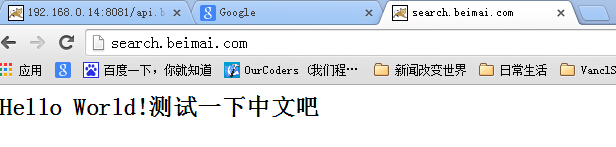 192.168.0.14:8081/api.b
Google
search.beimai.com
search.beimai.com
应用
百度一下，你就知道
OurCoders (我们程…
新闻改变世界
日常生活
VanclS
Hello World!测试一下中文吧